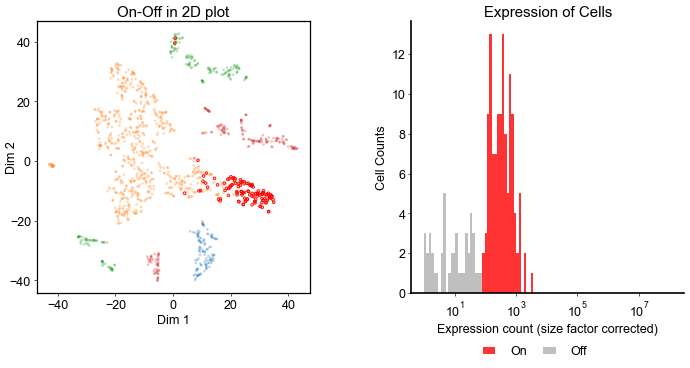 On-Off in 2D plot
Expression of Cells
40
20
0
−20
−40
Dim 2
−40 −20 0 20 40
Dim 1
12
10
8
6
4
2
0
Cell Counts
10^1 10^3 10^5 10^7
Expression count (size factor corrected)
On Off